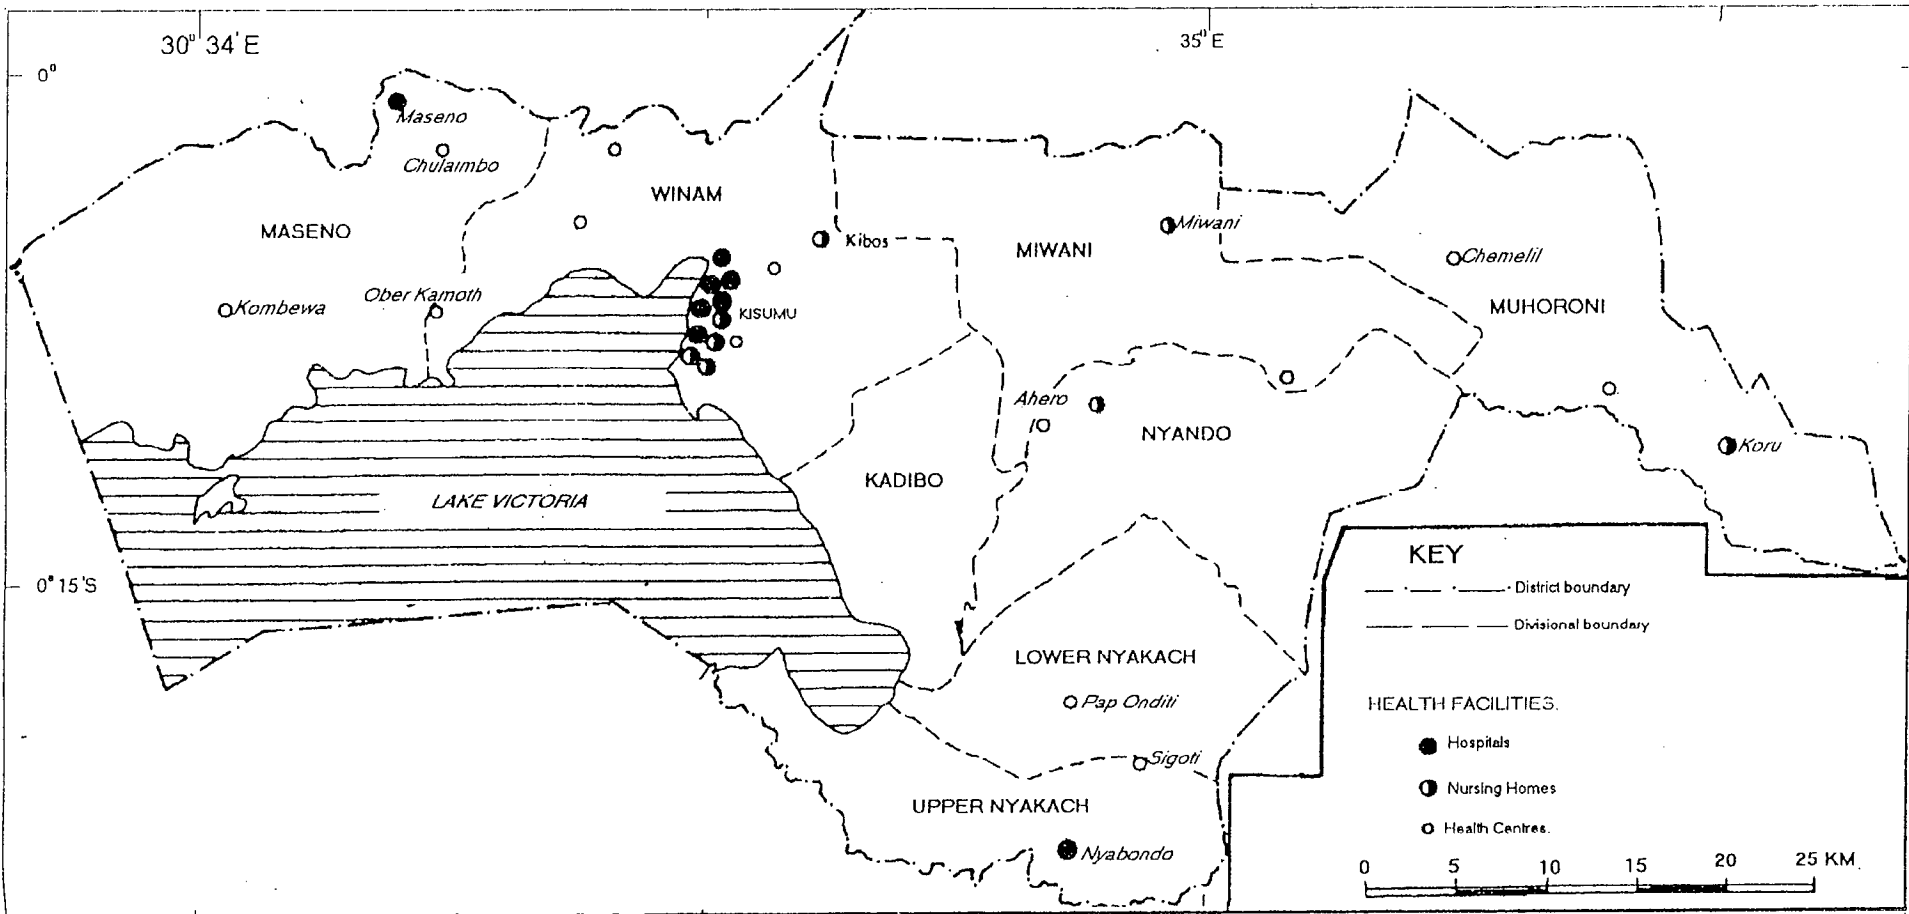 30° 34' E
35° E
0°
Maseno
Chulaimbo
WINAM
MASENO
Kibos
Miwani
MIWANI
Chemelil
Kombewa
Ober Kamoth
KISUMU
MUHORONI
Ahero
NYANDO
Koru
KADIBO
LAKE VICTORIA
KEY
0° 15'S
District boundary
Divisional boundary
LOWER NYAKACH
Pap Onditi
HEALTH FACILITIES.
Hospitals
Sigoti
Nursing Homes
UPPER NYAKACH
Health Centres.
Nyabondo
0 5 10 15 20 25 KM